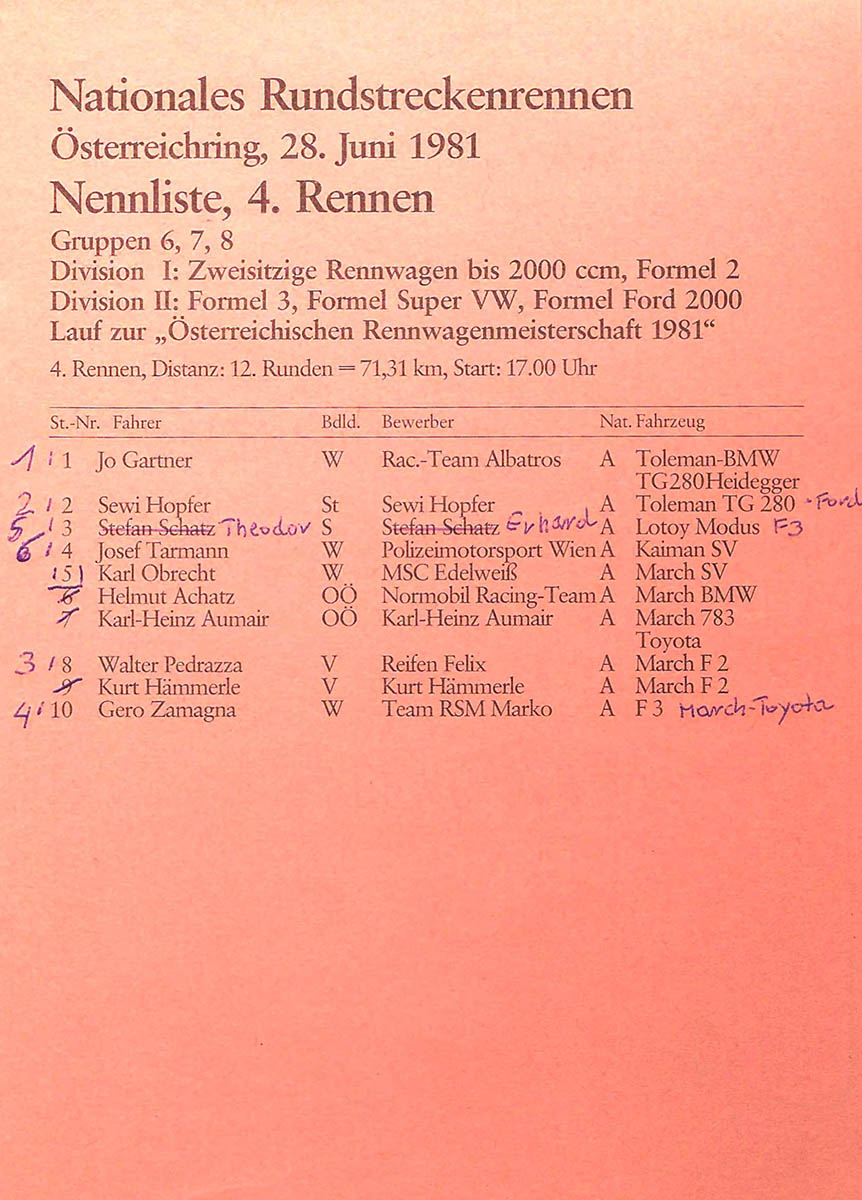 Nationales Rundstreckenrennen
Österreichring, 28. Juni 1981
Nennliste, 4. Rennen
Gruppen 6, 7, 8
Division I: Zweisitzige Rennwagen bis 2000 ccm, Formel 2
Division II: Formel 3, Formel Super VW, Formel Ford 2000
Lauf zur „Österreichischen Rennwagenmeisterschaft 1981“
4. Rennen, Distanz: 12. Runden = 71,31 km, Start: 17.00 Uhr
St.-Nr. Fahrer Bdld. Bewerber Nat. Fahrzeug
1 1 Jo Gartner W Rac.-Team Albatros A Toleman-BMW
TG280Heidegger
2 2 Sewi Hopfer St Sewi Hopfer A Toleman TG 280 -Ford
5 3 Stefan Schatz Theodor S Stefan Schatz Erhard A Lotoy Modus F3
6 4 Josef Tarmann W Polizeimotorsport Wien A Kaiman SV
5 Karl Obrecht W MSC Edelweiß A March SV
6 Helmut Achatz OÖ Normobil Racing-Team A March BMW
7 Karl-Heinz Aumair OÖ Karl-Heinz Aumair A March 783
Toyota
3 8 Walter Pedrazza V Reifen Felix A March F 2
9 Kurt Hämmerle V Kurt Hämmerle A March F 2
4 10 Gero Zamagna W Team RSM Marko A F 3 March-Toyota